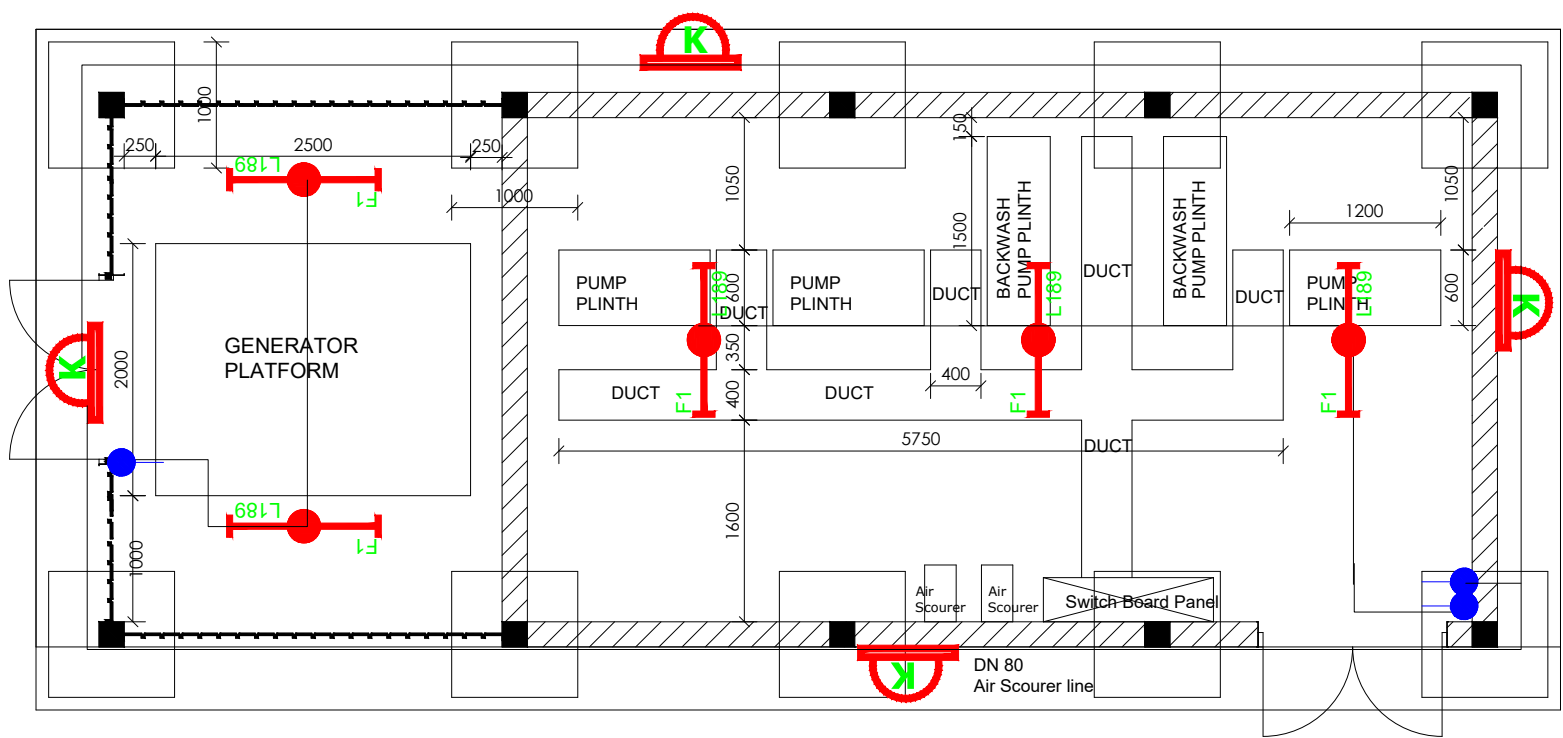 K
1000
250
2500
250
L189
F1
1000
150
1050
1500
1050
1200
BACKWASH
PUMP PLINTH
BACKWASH
PUMP PLINTH
PUMP
PLINTH
600
L189
DUCT
PUMP
PLINTH
DUCT
L189
DUCT
DUCT
PUMP
PLINTH
L189
600
K
K
GENERATOR
PLATFORM
2000
350
400
DUCT
F1
DUCT
400
F1
F1
5750
DUCT
L189
F1
1000
1600
Air
Scourer
Air
Scourer
Switch Board Panel
K
DN 80
Air Scourer line